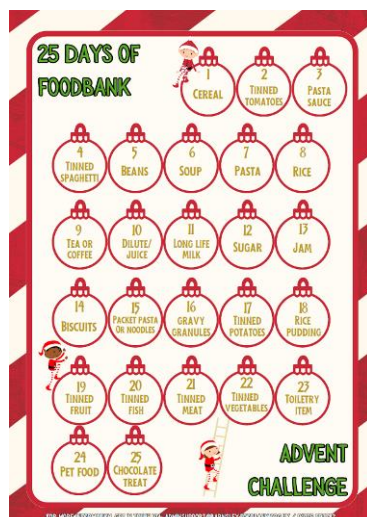 25 DAYS OF
FOODBANK
1
CEREAL
2
TINNED
TOMATOES
3
PASTA
SAUCE
4
TINNED
SPAGHETTI
5
BEANS
6
SOUP
7
PASTA
8
RICE
9
TEA OR
COFFEE
10
DILUTE/
JUICE
11
LONG LIFE
MILK
12
SUGAR
13
JAM
14
BISCUITS
15
PACKET PASTA
OR NOODLES
16
GRAVY
GRANULES
17
TINNED
POTATOES
18
RICE
PUDDING
19
TINNED
FRUIT
20
TINNED
FISH
21
TINNED
MEAT
22
TINNED
VEGETABLES
23
TOILETRY
ITEM
24
PET FOOD
25
CHOCOLATE
TREAT
ADVENT
CHALLENGE